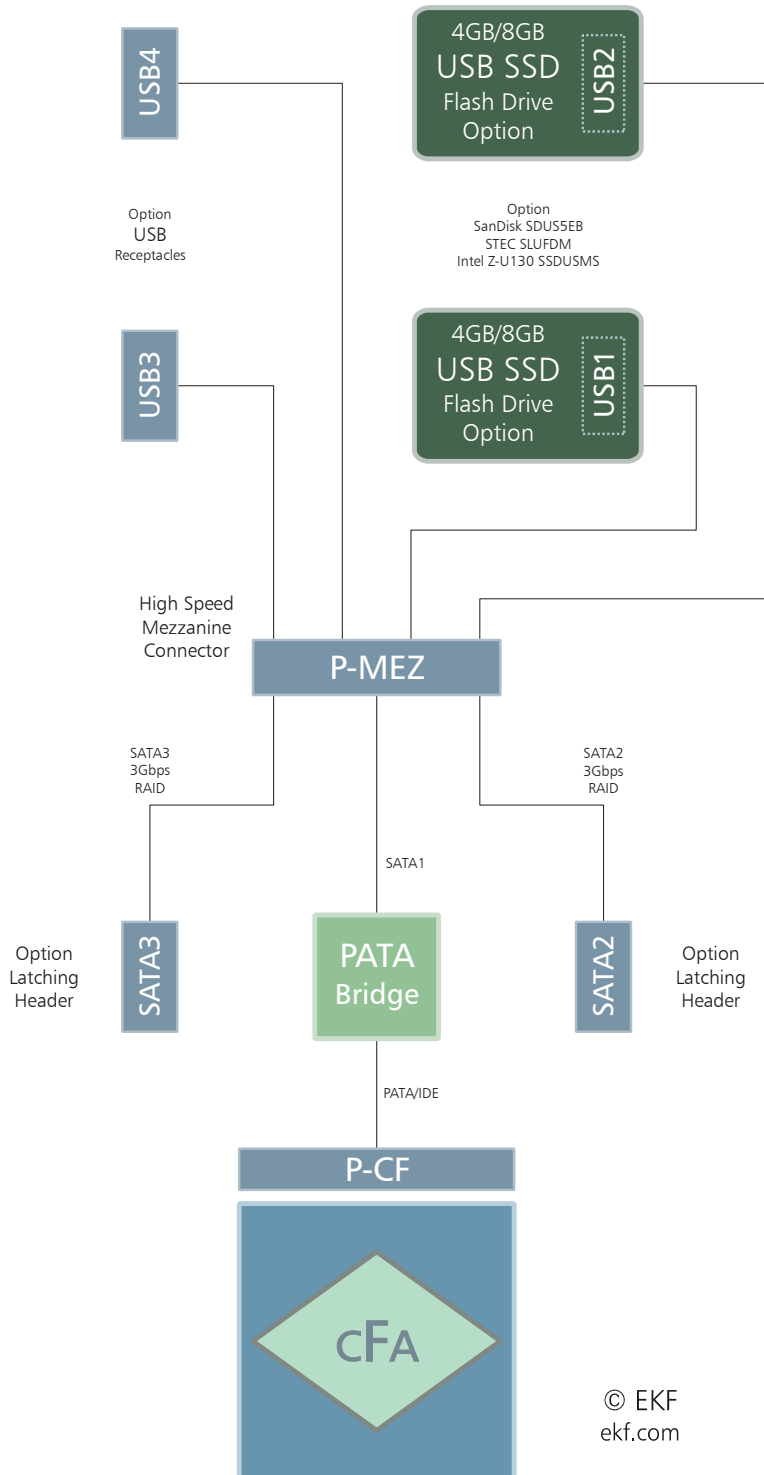 USB4
4GB/8GB
USB SSD
Flash Drive
Option
USB2
Option
USB
Receptacles
Option
SanDisk SDUS5EB
STEC SLUFDM
Intel Z-U130 SSDUSMS
USB3
4GB/8GB
USB SSD
Flash Drive
Option
USB1
High Speed
Mezzanine
Connector
P-MEZ
SATA3
3Gbps
RAID
SATA2
3Gbps
RAID
SATA1
Option
Latching
Header
SATA3
PATA
Bridge
SATA2
Option
Latching
Header
PATA/IDE
P-CF
CFA
© EKF
ekf.com